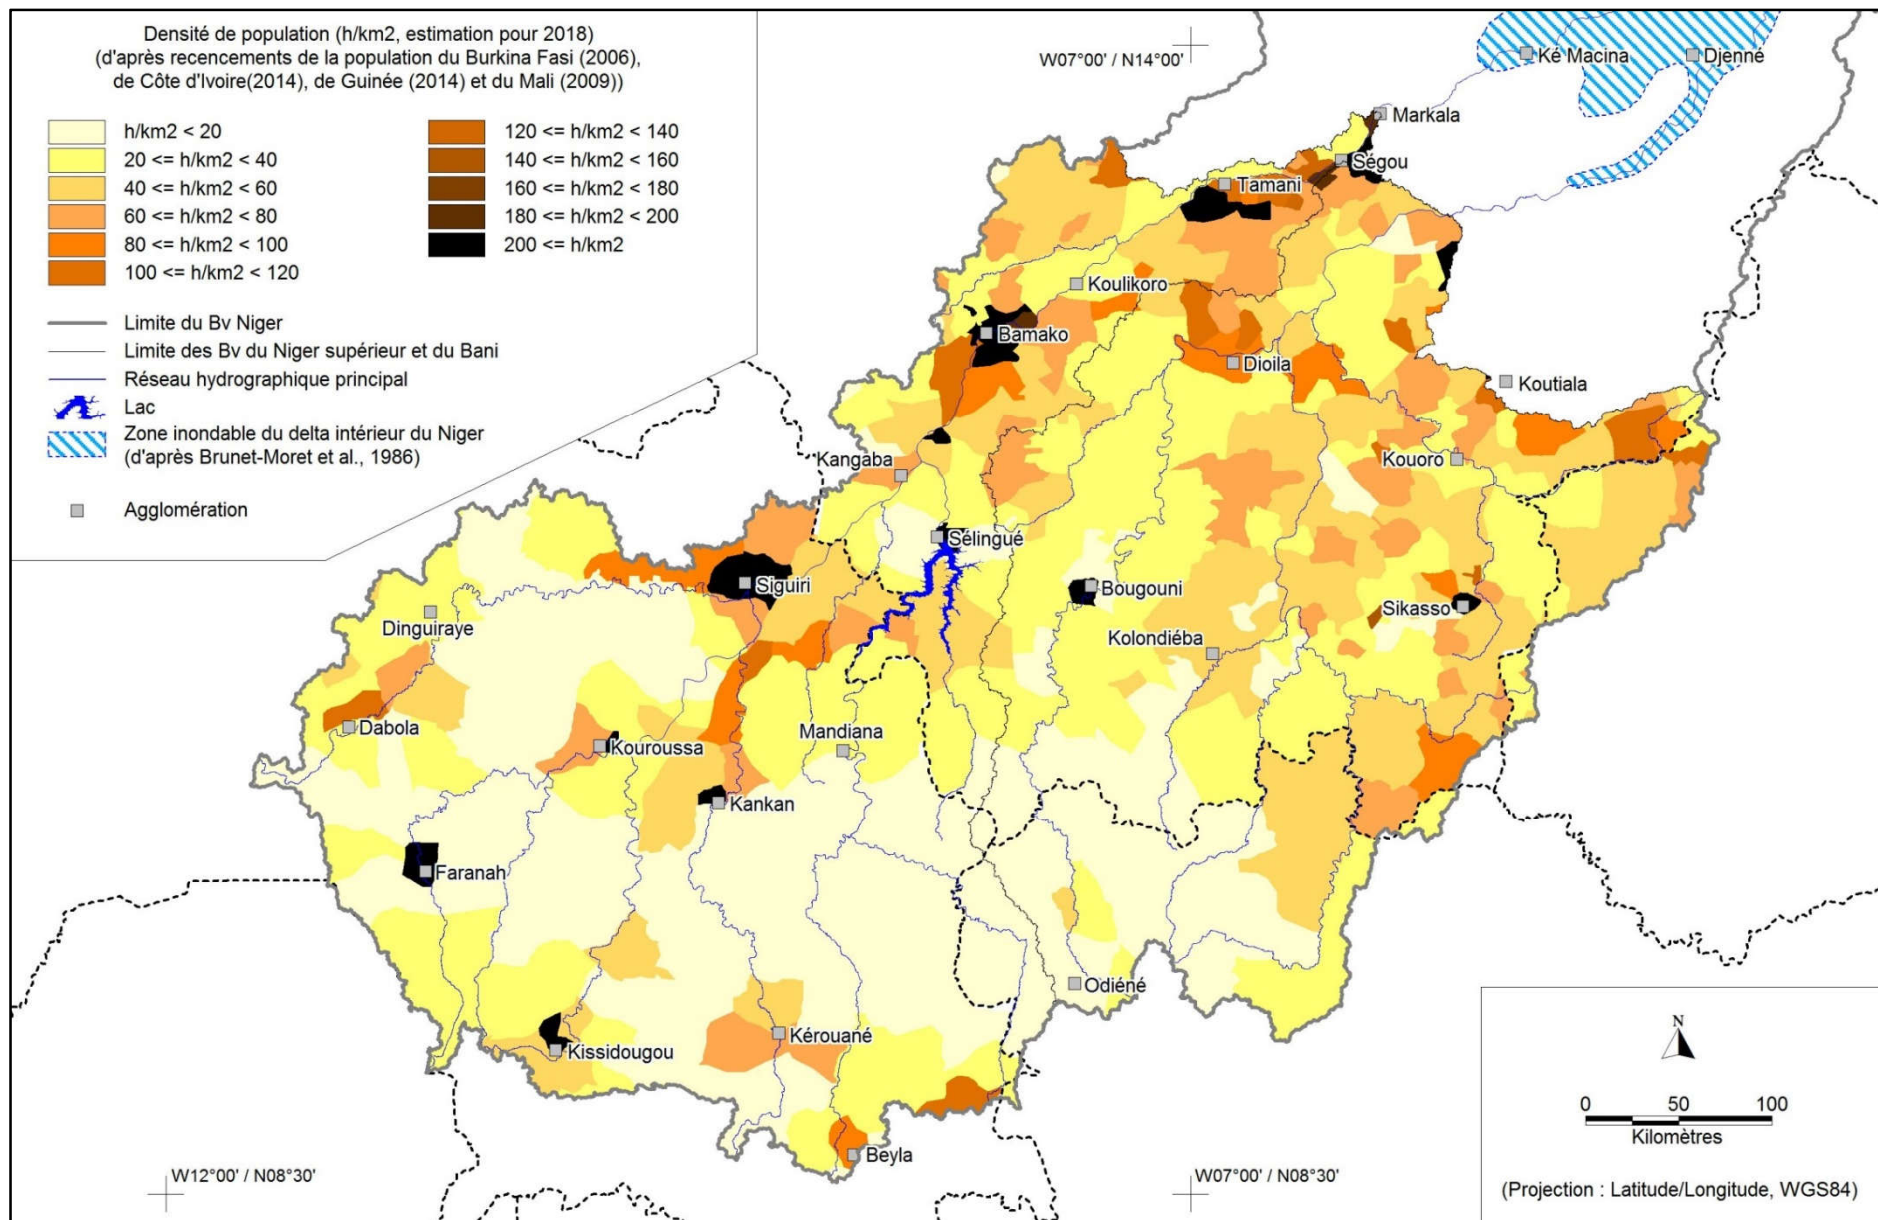 Densité de population (h/km2, estimation pour 2018)
(d'après recencements de la population du Burkina Fasi (2006),
de Côte d'Ivoire(2014), de Guinée (2014) et du Mali (2009))
h/km2 < 20
20 <= h/km2 < 40
40 <= h/km2 < 60
60 <= h/km2 < 80
80 <= h/km2 < 100
100 <= h/km2 < 120
120 <= h/km2 < 140
140 <= h/km2 < 160
160 <= h/km2 < 180
180 <= h/km2 < 200
200 <= h/km2
Limite du Bv Niger
Limite des Bv du Niger supérieur et du Bani
Réseau hydrographique principal
Lac
Zone inondable du delta intérieur du Niger
(d'après Brunet-Moret et al., 1986)
Agglomération
W07°00' / N14°00'
Ké Macina
Djenné
Markala
Ségou
Tamani
Koulikoro
Bamako
Dioila
Koutiala
Kangaba
Kouoro
Sélingué
Siguiri
Bougouni
Sikasso
Dinguiraye
Kolondiéba
Dabola
Kouroussa
Mandiana
Kankan
Faranah
Odiéné
Kérouané
Kissidougou
Beyla
W12°00' / N08°30'
W07°00' / N08°30'
N
0 50 100
Kilomètres
(Projection : Latitude/Longitude, WGS84)